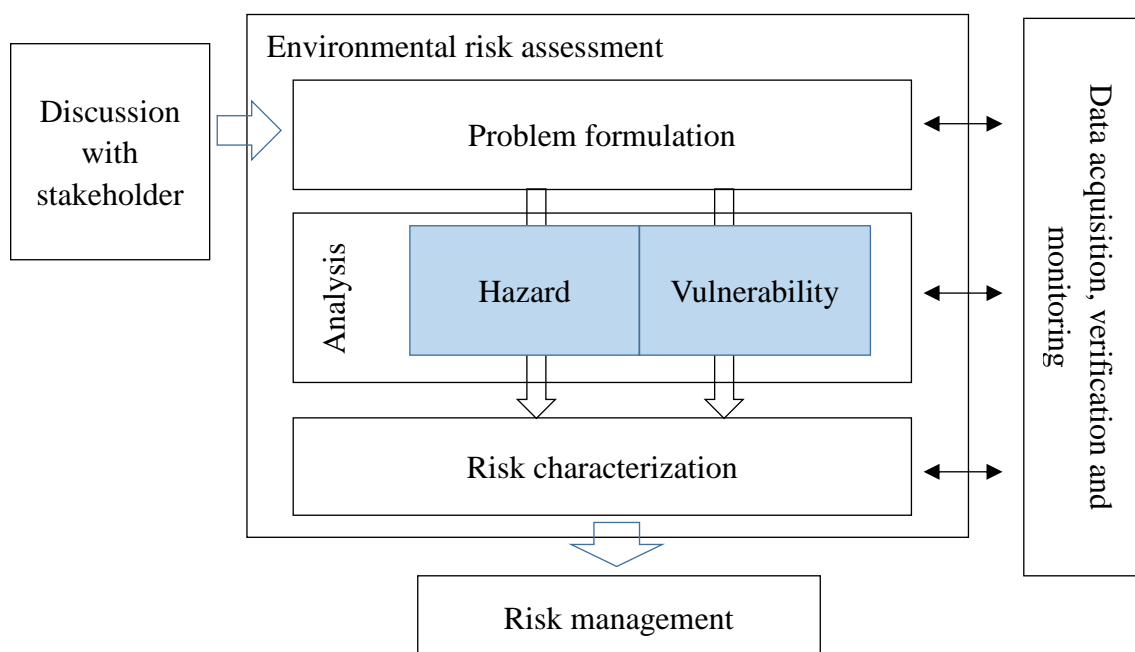 Environmental risk assessment
Discussion
with
stakeholder
Problem formulation
Analysis
Hazard
Vulnerability
Risk characterization
Risk management
Data acquisition, verification and
monitoring